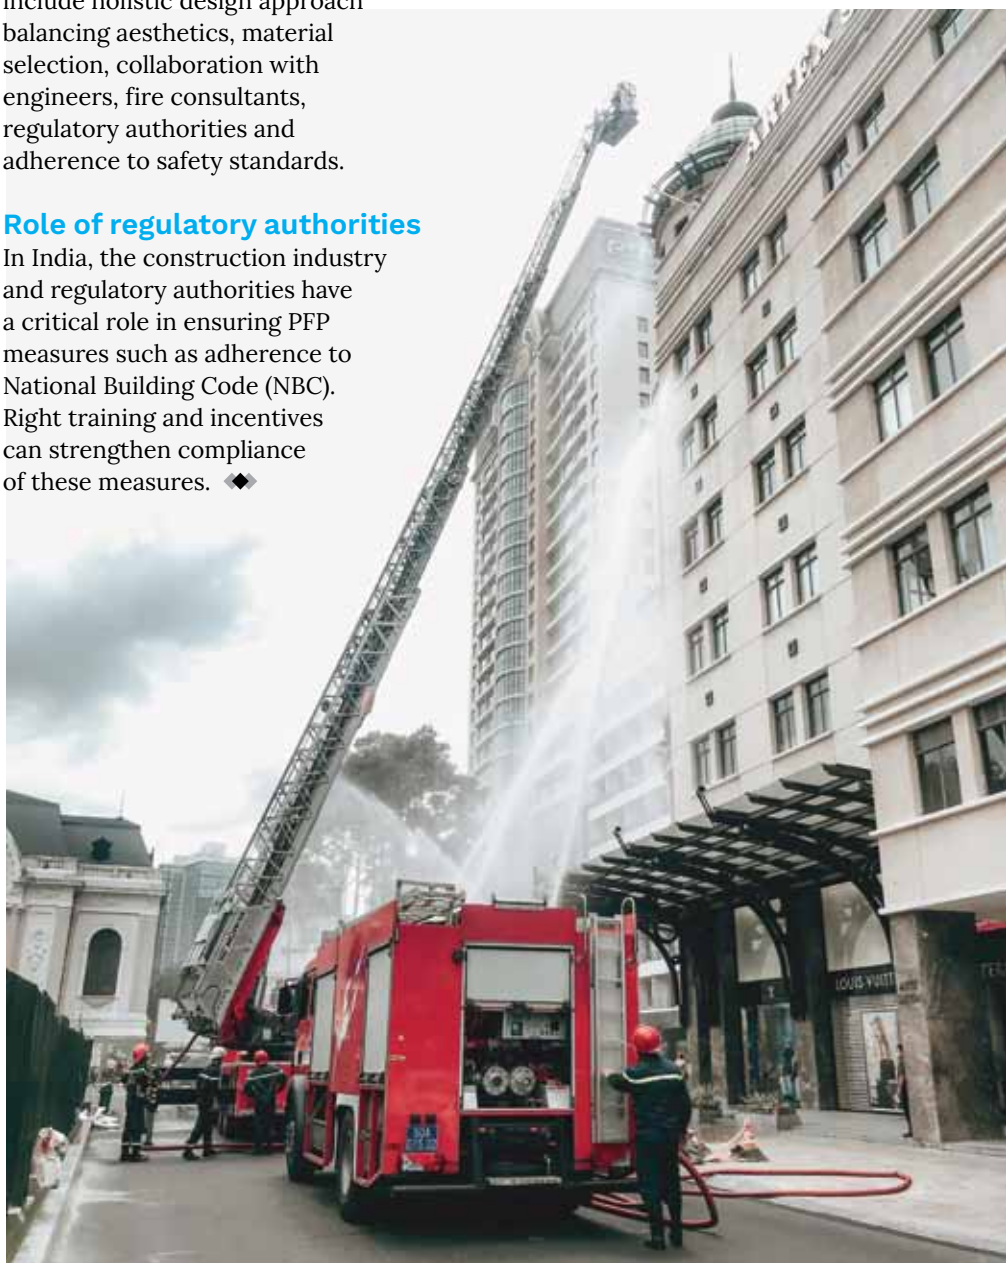 include holistic design approach
balancing aesthetics, material
selection, collaboration with
engineers, fire consultants,
regulatory authorities and
adherence to safety standards.
Role of regulatory authorities
In India, the construction industry
and regulatory authorities have
a critical role in ensuring PFP
measures such as adherence to
National Building Code (NBC).
Right training and incentives
can strengthen compliance
of these measures.
LOUIS VUITT